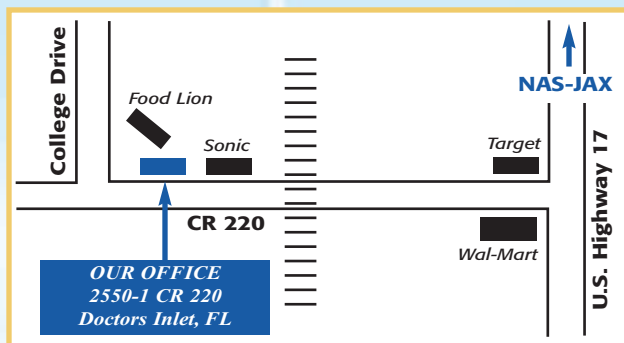 College Drive
Food Lion
Sonic
Target
NAS-JAX
U.S. Highway 17
CR 220
Wal-Mart
OUR OFFICE
2550-1 CR 220
Doctors Inlet, FL